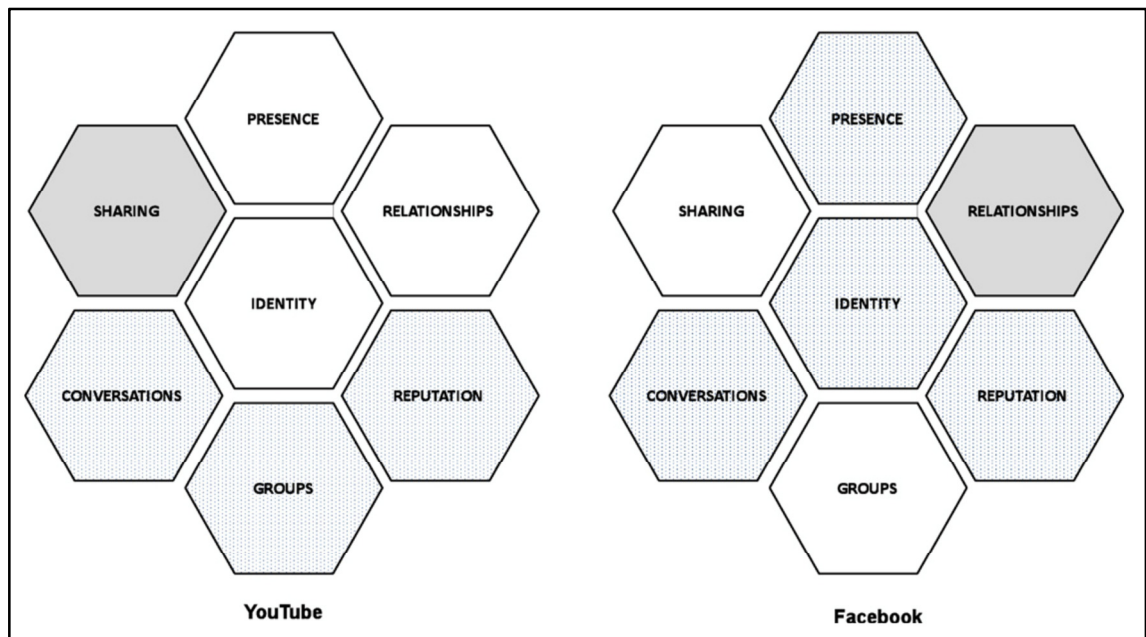 PRESENCE
SHARING
RELATIONSHIPS
IDENTITY
CONVERSATIONS
REPUTATION
GROUPS
YouTube
PRESENCE
SHARING
RELATIONSHIPS
IDENTITY
CONVERSATIONS
REPUTATION
GROUPS
Facebook